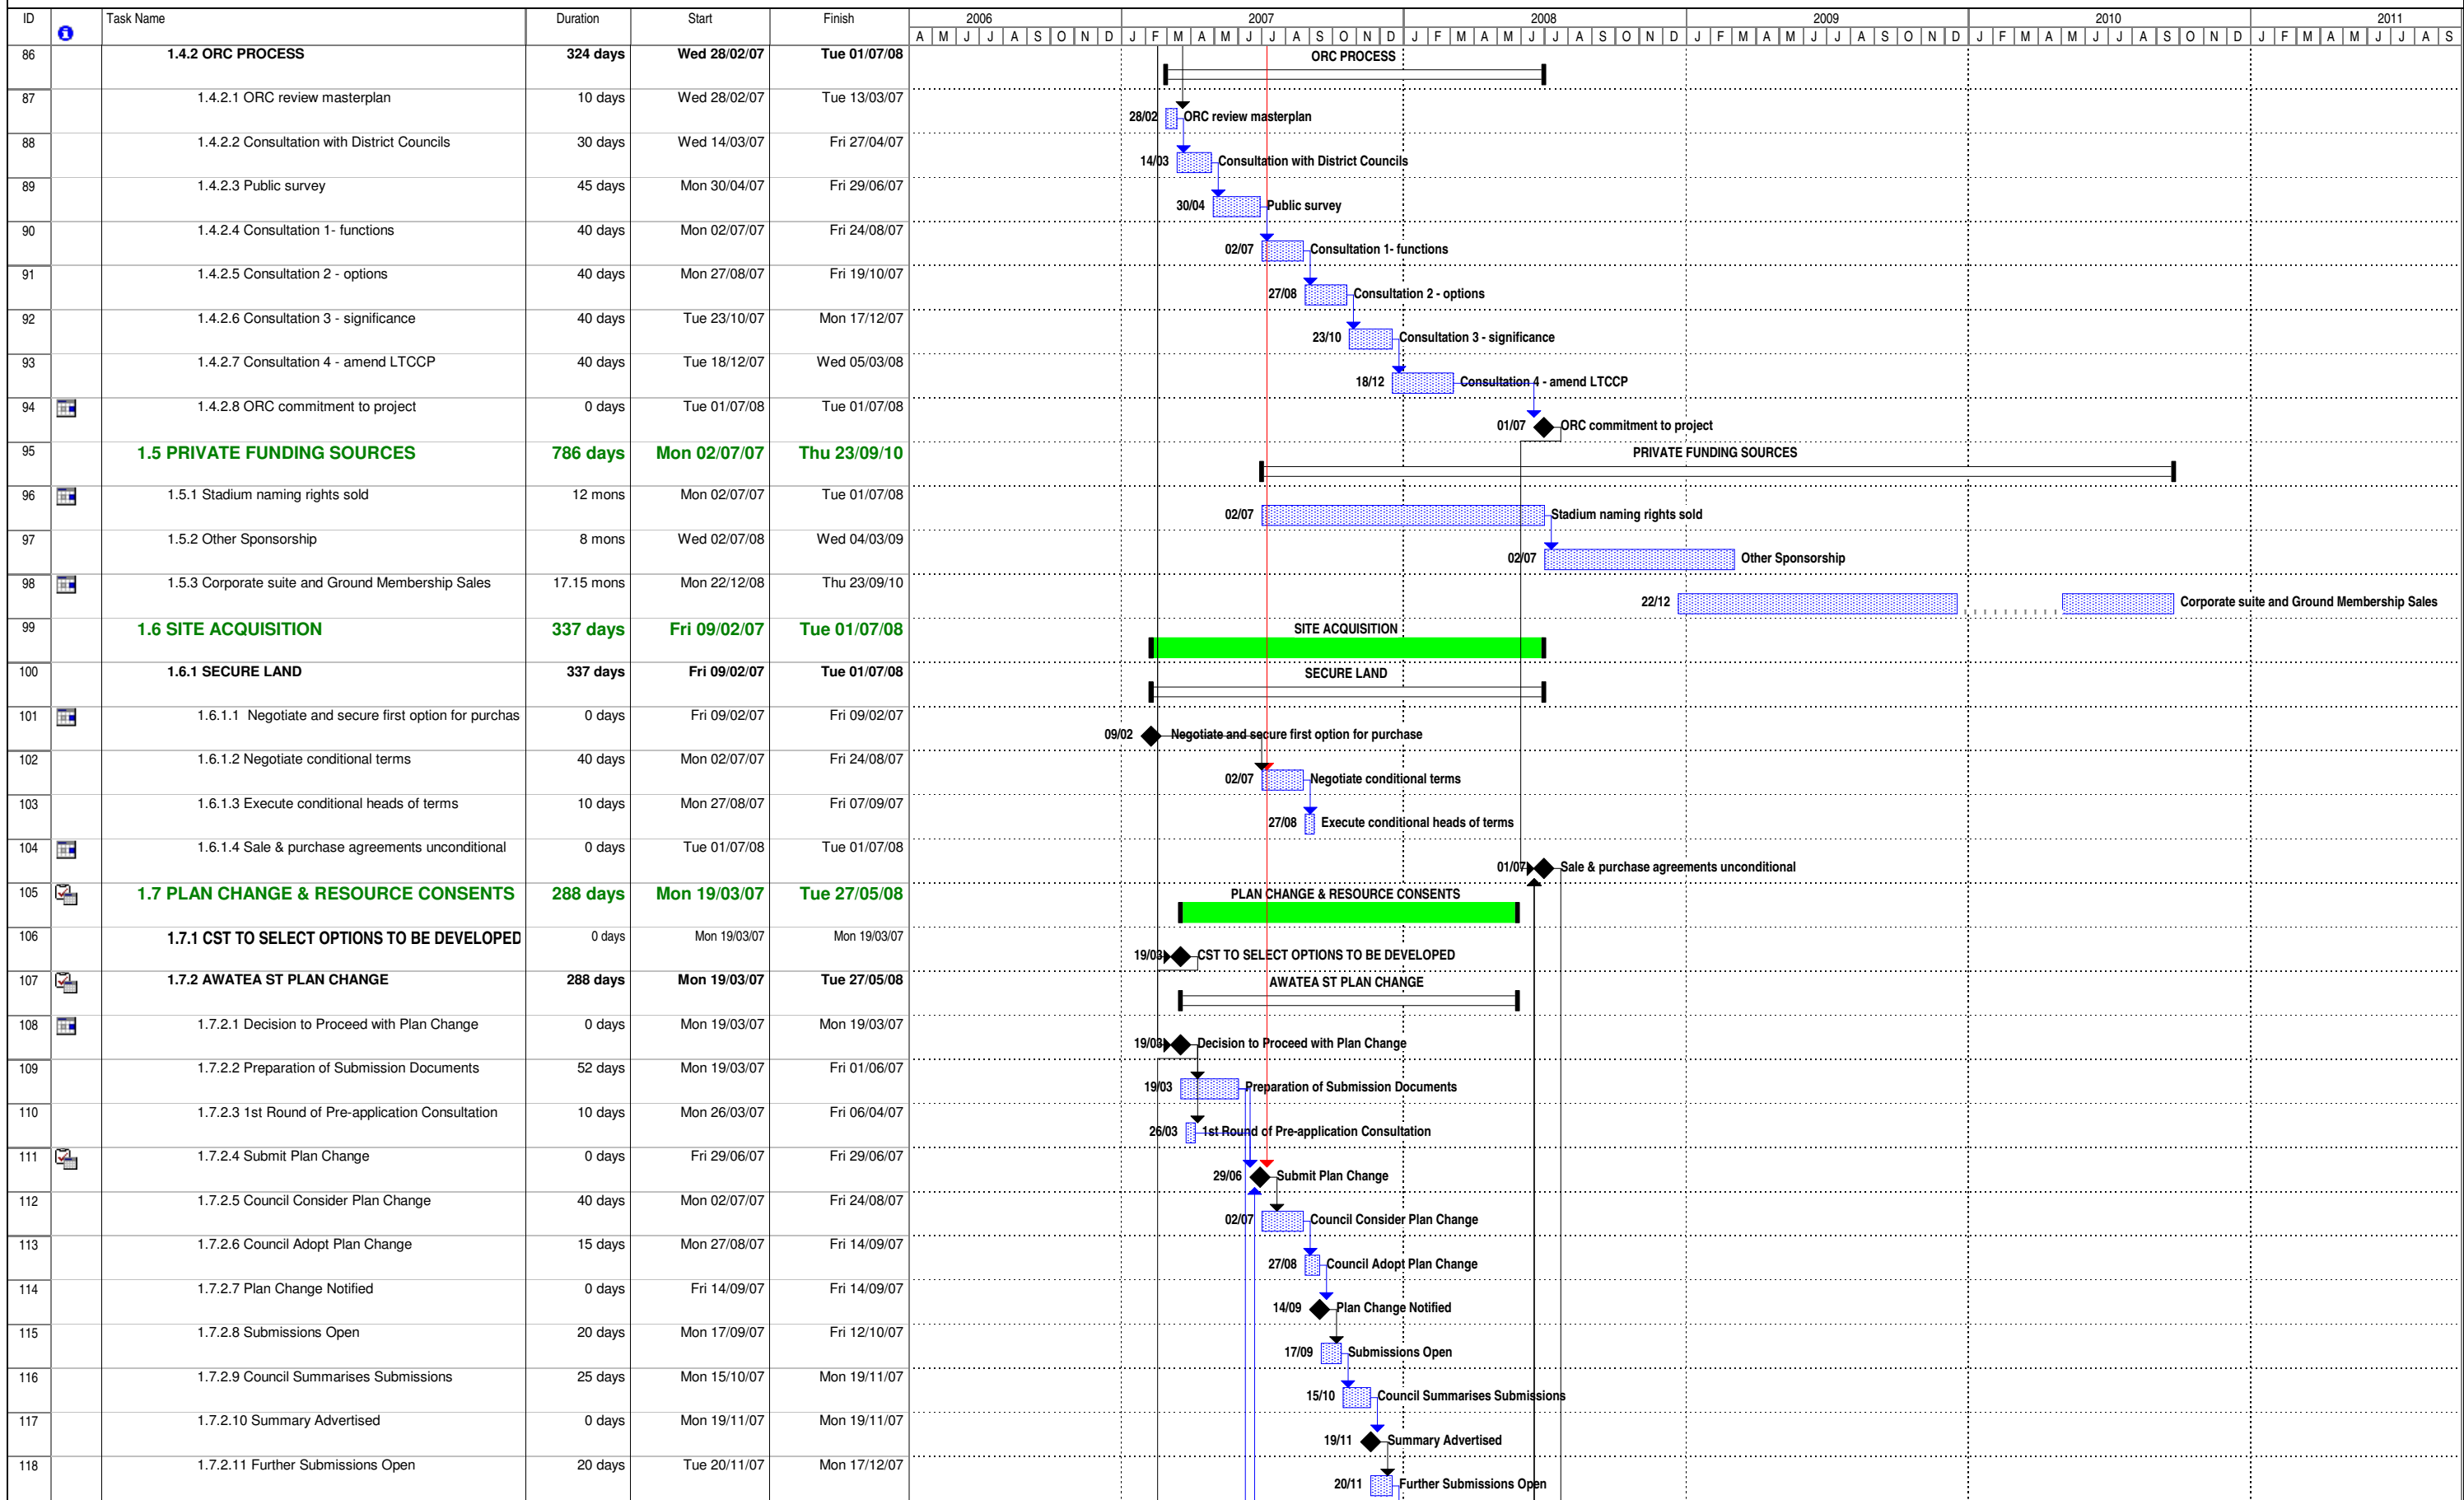 ID Task Name Duration Start Finish 2006 2007 2008 2009 2010 2011
A M J J A S O N D J F M A M J J A S O N D J F M A M J J A S O N D J F M A M J J A S O N D J F M A M J J A S O N D J F M A M J J A S
86 1.4.2 ORC PROCESS 324 days Wed 28/02/07 Tue 01/07/08 ORC PROCESS
87 1.4.2.1 ORC review masterplan 10 days Wed 28/02/07 Tue 13/03/07
28/02 ORC review masterplan
88 1.4.2.2 Consultation with District Councils 30 days Wed 14/03/07 Fri 27/04/07
14/03 Consultation with District Councils
89 1.4.2.3 Public survey 45 days Mon 30/04/07 Fri 29/06/07
30/04 Public survey
90 1.4.2.4 Consultation 1- functions 40 days Mon 02/07/07 Fri 24/08/07
02/07 Consultation 1- functions
91 1.4.2.5 Consultation 2 - options 40 days Mon 27/08/07 Fri 19/10/07
27/08 Consultation 2 - options
92 1.4.2.6 Consultation 3 - significance 40 days Tue 23/10/07 Mon 17/12/07
23/10 Consultation 3 - significance
93 1.4.2.7 Consultation 4 - amend LTCCP 40 days Tue 18/12/07 Wed 05/03/08
18/12 Consultation 4 - amend LTCCP
94 1.4.2.8 ORC commitment to project 0 days Tue 01/07/08 Tue 01/07/08
01/07 ORC commitment to project
95 1.5 PRIVATE FUNDING SOURCES 786 days Mon 02/07/07 Thu 23/09/10 PRIVATE FUNDING SOURCES
96 1.5.1 Stadium naming rights sold 12 mons Mon 02/07/07 Tue 01/07/08
02/07 Stadium naming rights sold
97 1.5.2 Other Sponsorship 8 mons Wed 02/07/08 Wed 04/03/09
02/07 Other Sponsorship
98 1.5.3 Corporate suite and Ground Membership Sales 17.15 mons Mon 22/12/08 Thu 23/09/10
22/12 Corporate suite and Ground Membership Sales
99 1.6 SITE ACQUISITION 337 days Fri 09/02/07 Tue 01/07/08 SITE ACQUISITION
100 1.6.1 SECURE LAND 337 days Fri 09/02/07 Tue 01/07/08 SECURE LAND
101 1.6.1.1 Negotiate and secure first option for purchas 0 days Fri 09/02/07 Fri 09/02/07
09/02 Negotiate and secure first option for purchase
102 1.6.1.2 Negotiate conditional terms 40 days Mon 02/07/07 Fri 24/08/07
02/07 Negotiate conditional terms
103 1.6.1.3 Execute conditional heads of terms 10 days Mon 27/08/07 Fri 07/09/07
27/08 Execute conditional heads of terms
104 1.6.1.4 Sale & purchase agreements unconditional 0 days Tue 01/07/08 Tue 01/07/08
01/07 Sale & purchase agreements unconditional
105 1.7 PLAN CHANGE & RESOURCE CONSENTS 288 days Mon 19/03/07 Tue 27/05/08 PLAN CHANGE & RESOURCE CONSENTS
106 1.7.1 CST TO SELECT OPTIONS TO BE DEVELOPED 0 days Mon 19/03/07 Mon 19/03/07
19/03 CST TO SELECT OPTIONS TO BE DEVELOPED
107 1.7.2 AWATEA ST PLAN CHANGE 288 days Mon 19/03/07 Tue 27/05/08 AWATEA ST PLAN CHANGE
108 1.7.2.1 Decision to Proceed with Plan Change 0 days Mon 19/03/07 Mon 19/03/07
19/03 Decision to Proceed with Plan Change
109 1.7.2.2 Preparation of Submission Documents 52 days Mon 19/03/07 Fri 01/06/07
19/03 Preparation of Submission Documents
110 1.7.2.3 1st Round of Pre-application Consultation 10 days Mon 26/03/07 Fri 06/04/07
26/03 1st Round of Pre-application Consultation
111 1.7.2.4 Submit Plan Change 0 days Fri 29/06/07 Fri 29/06/07
29/06 Submit Plan Change
112 1.7.2.5 Council Consider Plan Change 40 days Mon 02/07/07 Fri 24/08/07
02/07 Council Consider Plan Change
113 1.7.2.6 Council Adopt Plan Change 15 days Mon 27/08/07 Fri 14/09/07
27/08 Council Adopt Plan Change
114 1.7.2.7 Plan Change Notified 0 days Fri 14/09/07 Fri 14/09/07
14/09 Plan Change Notified
115 1.7.2.8 Submissions Open 20 days Mon 17/09/07 Fri 12/10/07
17/09 Submissions Open
116 1.7.2.9 Council Summarises Submissions 25 days Mon 15/10/07 Mon 19/11/07
15/10 Council Summarises Submissions
117 1.7.2.10 Summary Advertised 0 days Mon 19/11/07 Mon 19/11/07
19/11 Summary Advertised
118 1.7.2.11 Further Submissions Open 20 days Tue 20/11/07 Mon 17/12/07
20/11 Further Submissions Open